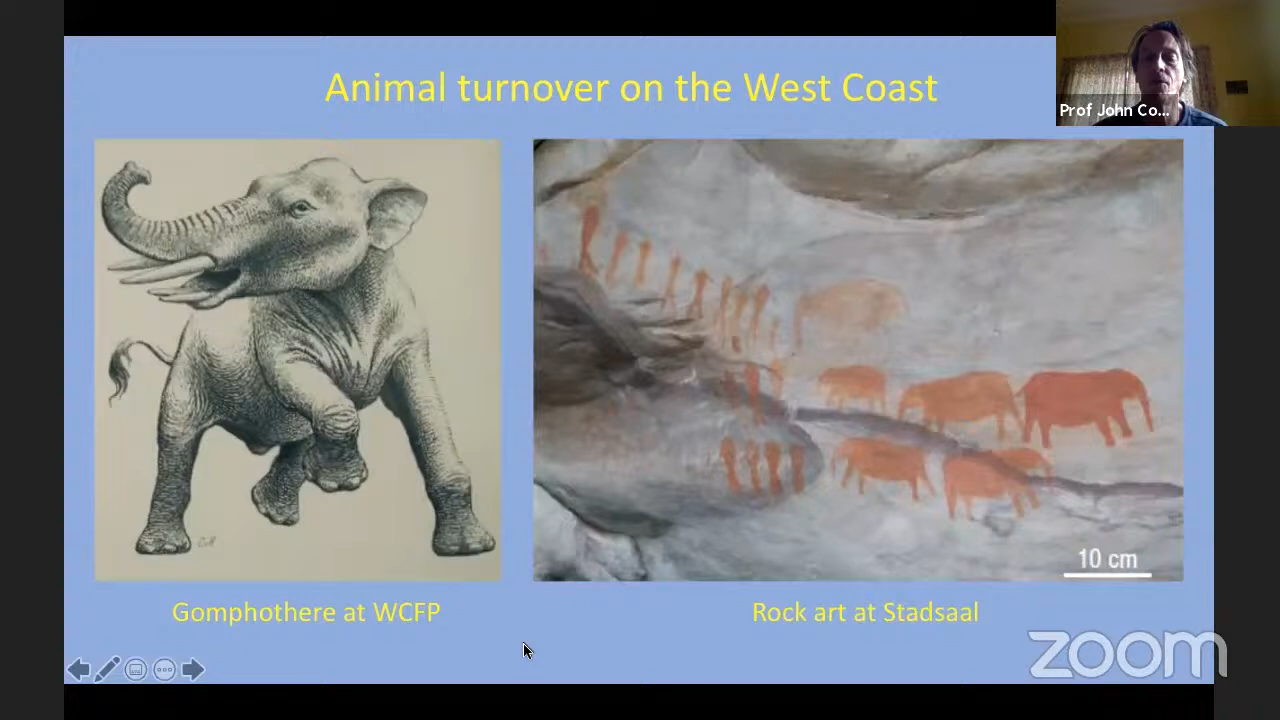 Animal turnover on the West Coast
Prof John Co...
10 cm
Gomphothere at WCFP
Rock art at Stadsaal
zoom